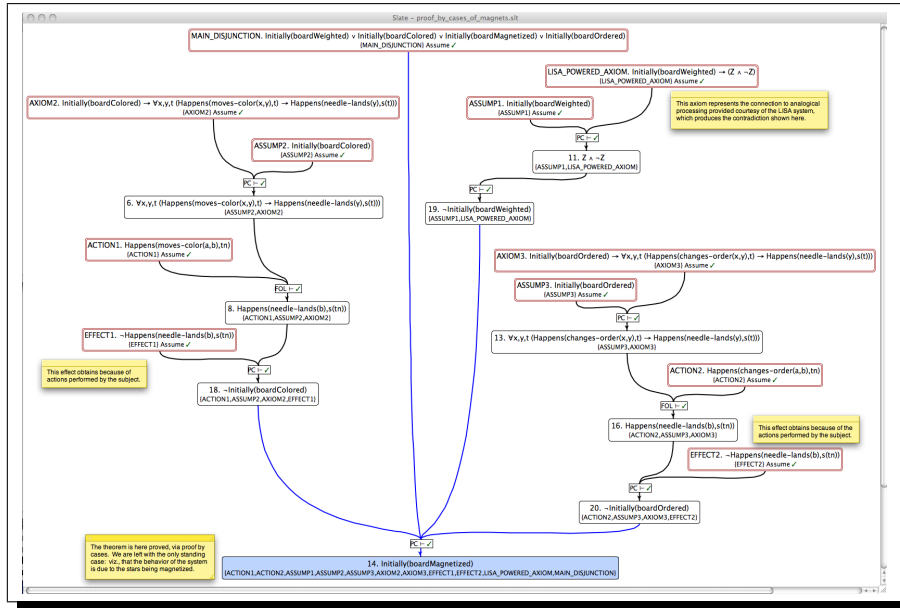 Slate - proof_by_cases_of_magnets.slt
MAIN_DISJUNCTION. Initially(boardWeighted) ∨ Initially(boardColored) ∨ Initially(boardMagnetized) ∨ Initially(boardOrdered)
{MAIN_DISJUNCTION} Assume ✓
LISA_POWERED_AXIOM. Initially(boardWeighted) → (Z ∧ ¬Z)
{LISA_POWERED_AXIOM} Assume ✓
AXIOM2. Initially(boardColored) → ∀x,y,t (Happens(moves-color(x,y),t) → Happens(needle-lands(y),s(t)))
{AXIOM2} Assume ✓
ASSUMP1. Initially(boardWeighted)
{ASSUMP1} Assume ✓
This axiom represents the connection to analogical
processing provided courtesy of the LISA system,
which produces the contradiction shown here.
PC ⊢ ✓
ASSUMP2. Initially(boardColored)
{ASSUMP2} Assume ✓
11. Z ∧ ¬Z
{ASSUMP1,LISA_POWERED_AXIOM}
PC ⊢ ✓
PC ⊢ ✓
6. ∀x,y,t (Happens(moves-color(x,y),t) → Happens(needle-lands(y),s(t)))
{ASSUMP2,AXIOM2}
19. ¬Initially(boardWeighted)
{ASSUMP1,LISA_POWERED_AXIOM}
ACTION1. Happens(moves-color(a,b),tn)
{ACTION1} Assume ✓
AXIOM3. Initially(boardOrdered) → ∀x,y,t (Happens(changes-order(x,y),t) → Happens(needle-lands(y),s(t)))
{AXIOM3} Assume ✓
FOL ⊢ ✓
ASSUMP3. Initially(boardOrdered)
{ASSUMP3} Assume ✓
8. Happens(needle-lands(b),s(tn))
{ACTION1,ASSUMP2,AXIOM2}
PC ⊢ ✓
EFFECT1. ¬Happens(needle-lands(b),s(tn))
{EFFECT1} Assume ✓
13. ∀x,y,t (Happens(changes-order(x,y),t) → Happens(needle-lands(y),s(t)))
{ASSUMP3,AXIOM3}
This effect obtains because of
actions performed by the subject.
PC ⊢ ✓
ACTION2. Happens(changes-order(a,b),tn)
{ACTION2} Assume ✓
18. ¬Initially(boardColored)
{ACTION1,ASSUMP2,AXIOM2,EFFECT1}
FOL ⊢ ✓
16. Happens(needle-lands(b),s(tn))
{ACTION2,ASSUMP3,AXIOM3}
This effect obtains because of the
actions performed by the subject.
EFFECT2. ¬Happens(needle-lands(b),s(tn))
{EFFECT2} Assume ✓
PC ⊢ ✓
20. ¬Initially(boardOrdered)
{ACTION2,ASSUMP3,AXIOM3,EFFECT2}
The theorem is here proved, via proof by
cases. We are left with the only standing
case: viz., that the behavior of the system
is due to the stars being magnetized.
PC ⊢ ✓
14. Initially(boardMagnetized)
{ACTION1,ACTION2,ASSUMP1,ASSUMP2,ASSUMP3,AXIOM2,AXIOM3,EFFECT1,EFFECT2,LISA_POWERED_AXIOM,MAIN_DISJUNCTION}